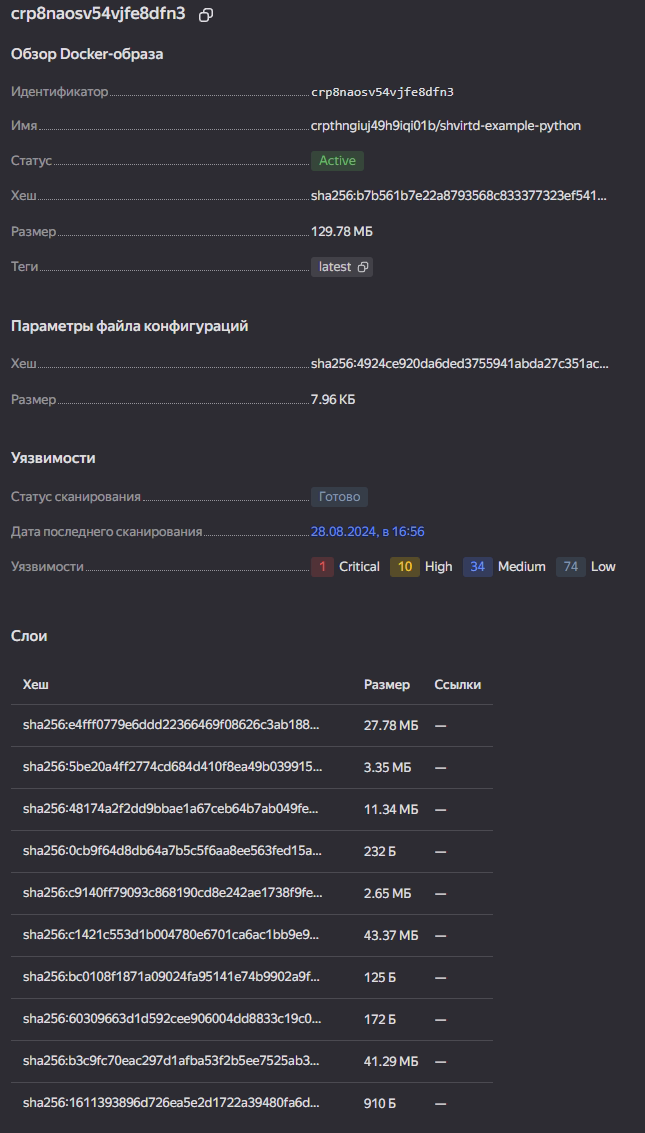 crp8naosv54vjfe8dfn3
Обзор Docker-образа
Идентификатор crp8naosv54vjfe8dfn3
Имя crpthngiuj49h9iqi01b/shvirtd-example-python
Статус Active
Хеш sha256:b7b561b7e22a8793568c833377323ef541...
Размер 129.78 МБ
Теги latest
Параметры файла конфигураций
Хеш sha256:4924ce920da6ded3755941abda27c351ac...
Размер 7.96 КБ
Уязвимости
Статус сканирования Готово
Дата последнего сканирования 28.08.2024, в 16:56
Уязвимости 1 Critical 10 High 34 Medium 74 Low
Слои
Хеш Размер Ссылки
sha256:e4fff0779e6ddd22366469f08626c3ab188... 27.78 МБ —
sha256:5be20a4ff2774cd684d410f8ea49b039915... 3.35 МБ —
sha256:48174a2f2dd9bbae1a67ceb64b7ab049fe... 11.34 МБ —
sha256:0cb9f64d8db64a7b5c5f6aa8ee563fed15a... 232 Б —
sha256:c9140ff79093c868190cd8e242ae1738f9fe... 2.65 МБ —
sha256:c1421c553d1b004780e6701ca6ac1bb9e9... 43.37 МБ —
sha256:bc0108f1871a09024fa95141e74b9902a9f... 125 Б —
sha256:60309663d1d592cee906004dd8833c19c0... 172 Б —
sha256:b3c9fc70eac297d1afba53f2b5ee7525ab3... 41.29 МБ —
sha256:1611393896d726ea5e2d1722a39480fa6d... 910 Б —